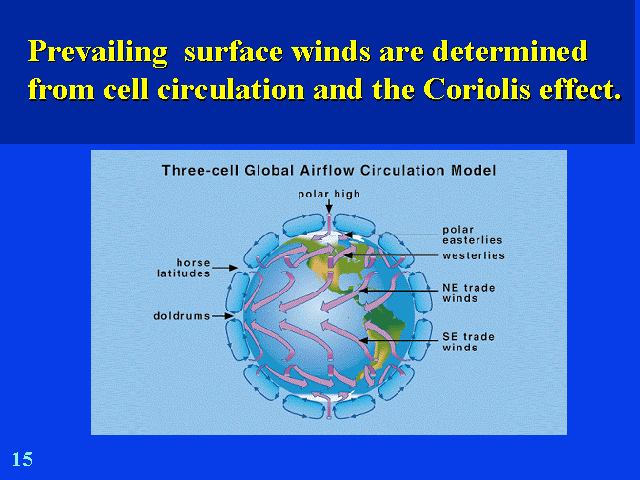 Prevailing surface winds are determined
from cell circulation and the Coriolis effect.
Three-cell Global Airflow Circulation Model
polar high
polar
easterlies
westerlies
horse
latitudes
NE trade
winds
doldrums
SE trade
winds
15